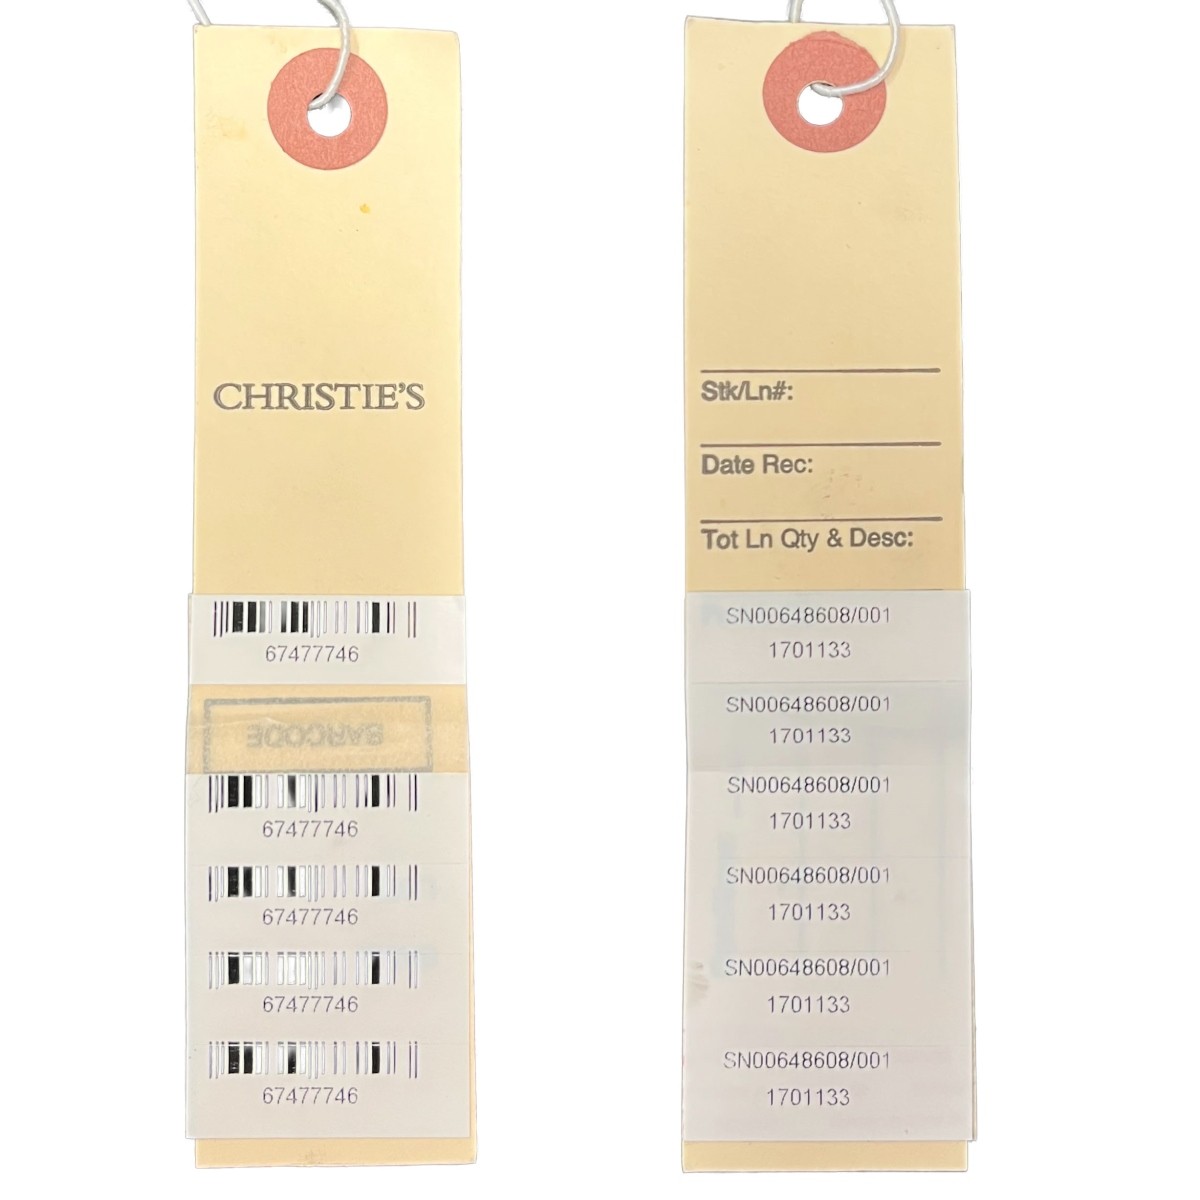 CHRISTIE'S
67477746
BARCODE
67477746
67477746
67477746
67477746
Stk/Ln#:
Date Rec:
Tot Ln Qty & Desc:
SN00648608/001
1701133
SN00648608/001
1701133
SN00648608/001
1701133
SN00648608/001
1701133
SN00648608/001
1701133
SN00648608/001
1701133